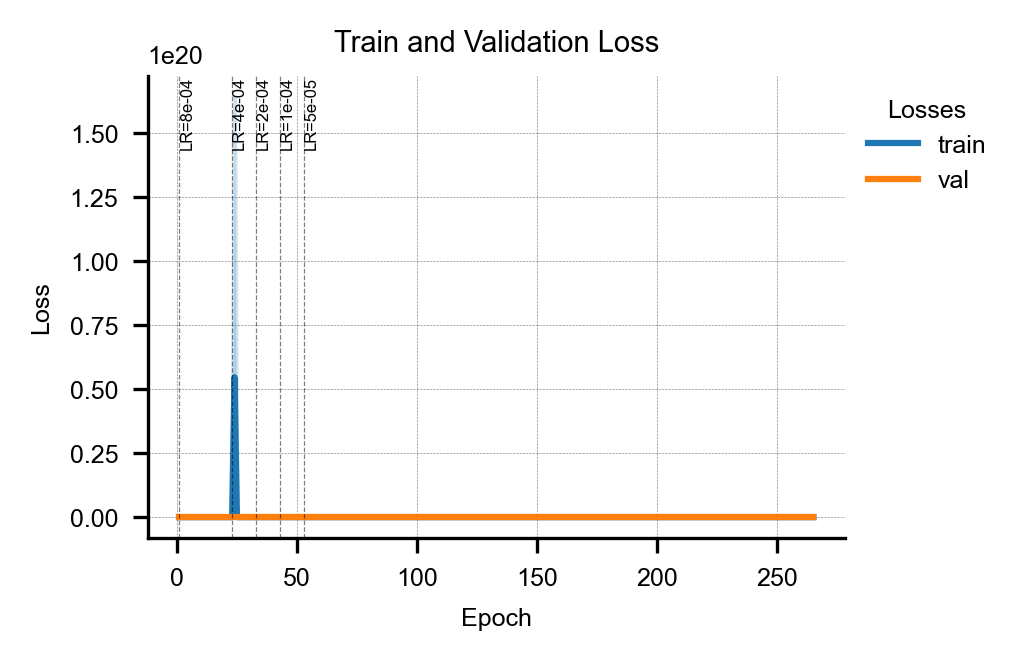 Train and Validation Loss
1e20
LR=8e-04
LR=4e-04
LR=2e-04
LR=1e-04
LR=5e-05
Losses
train
val
1.50
1.25
1.00
0.75
0.50
0.25
0.00
Loss
0 50 100 150 200 250
Epoch